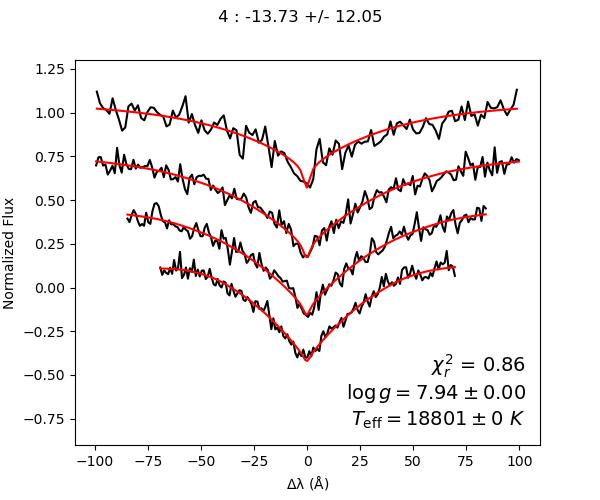 4 : -13.73 +/- 12.05
1.25
1.00
0.75
0.50
0.25
0.00
−0.25
−0.50
−0.75
Normalized Flux
χ²ᵣ = 0.86
log g = 7.94 ± 0.00
T_eff = 18801 ± 0 K
−100 −75 −50 −25 0 25 50 75 100
Δλ (Å)